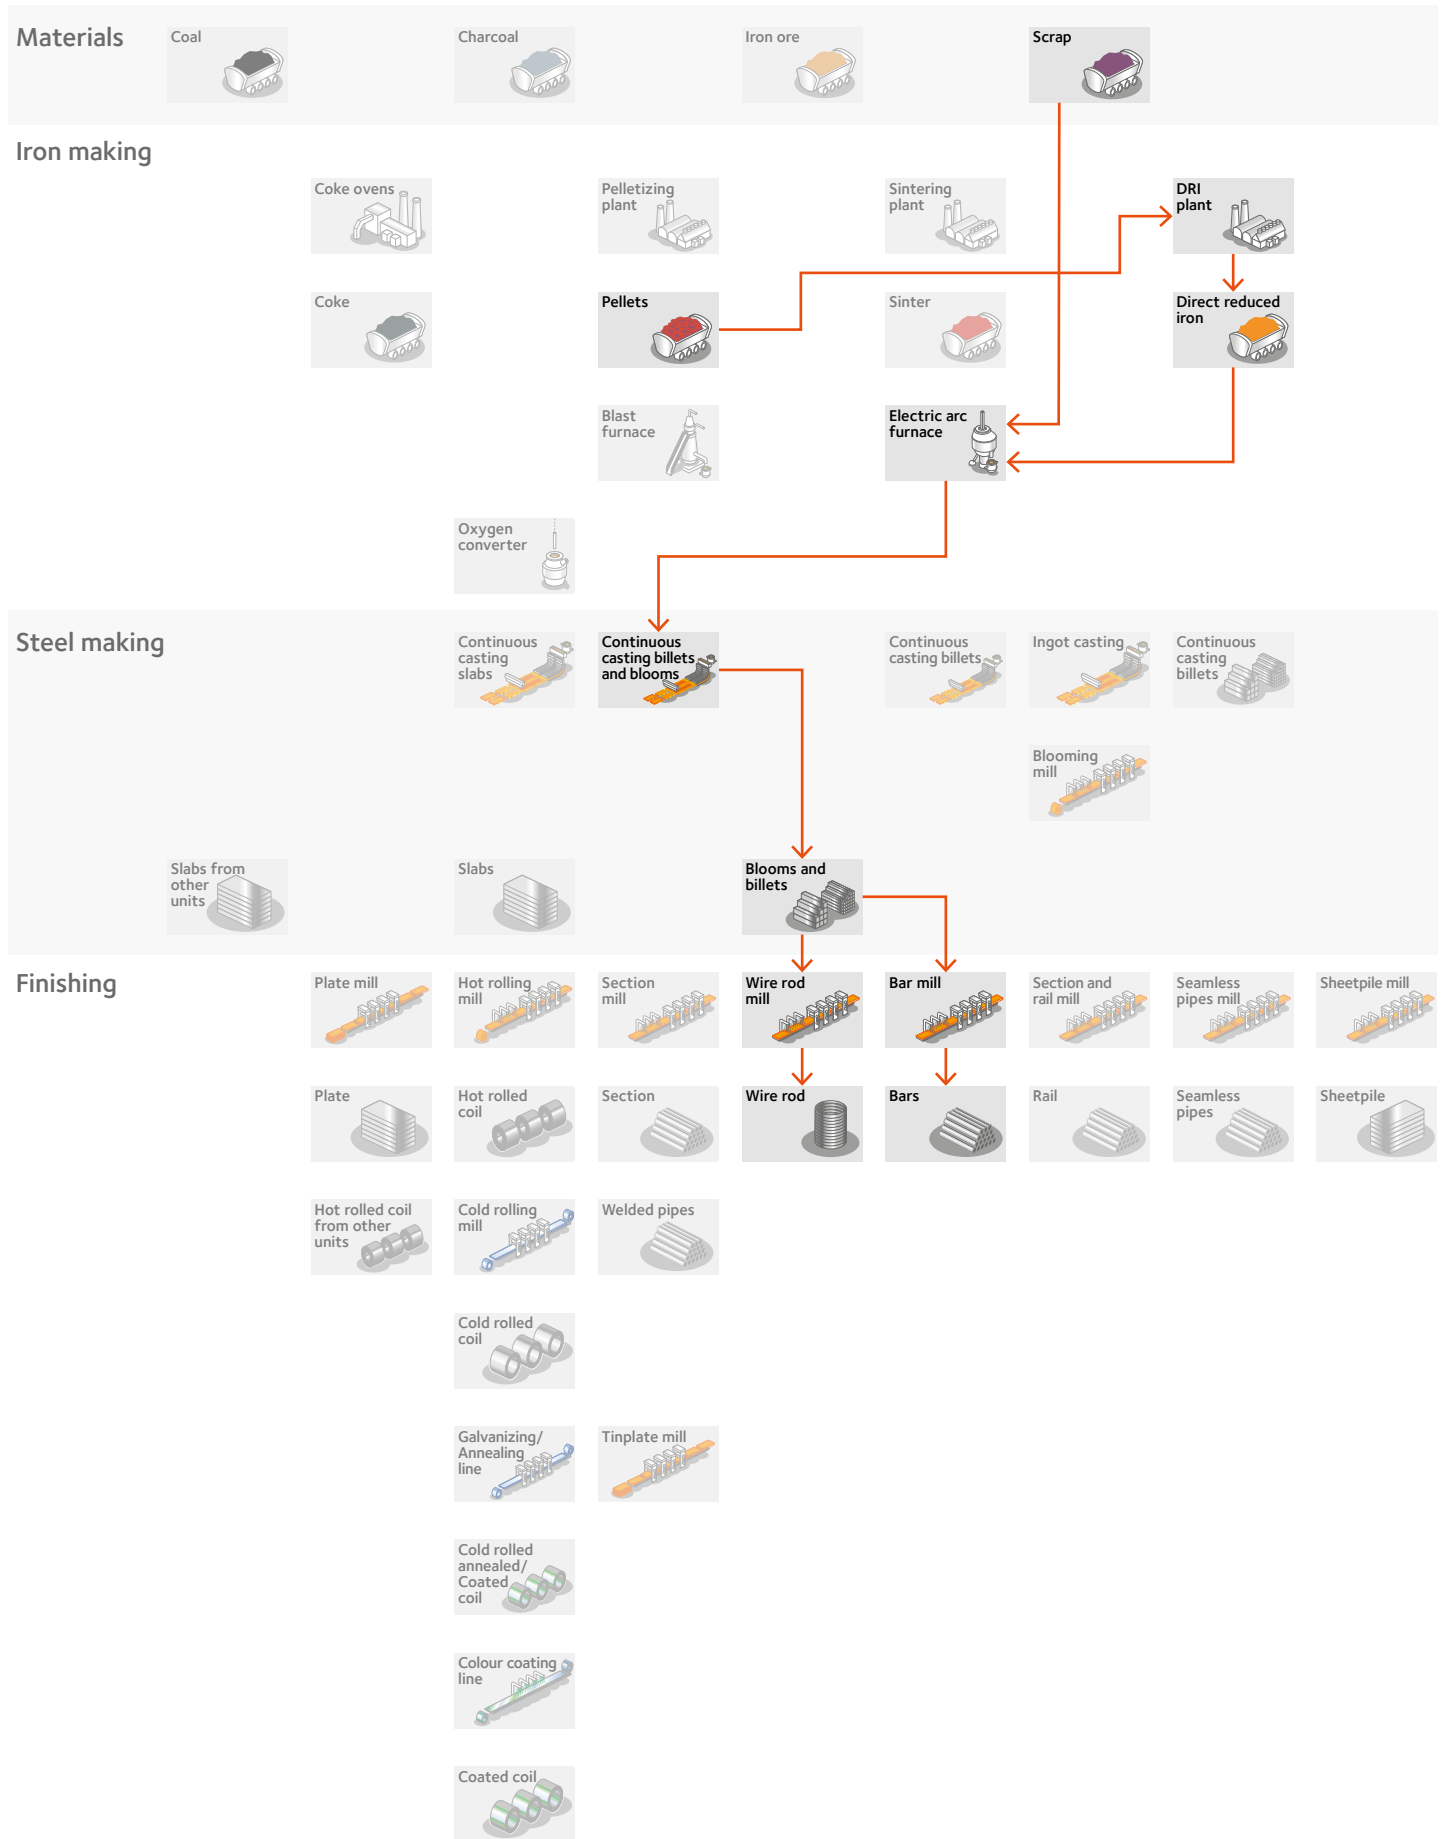 Materials
Coal
Charcoal
Iron ore
Scrap
Iron making
Coke ovens
Pelletizing
plant
Sintering
plant
DRI
plant
Coke
Pellets
Sinter
Direct reduced
iron
Blast
furnace
Electric arc
furnace
Oxygen
converter
Steel making
Continuous
casting
slabs
Continuous
casting billets
and blooms
Continuous
casting billets
Ingot casting
Continuous
casting
billets
Blooming
mill
Slabs from
other
units
Slabs
Blooms and
billets
Finishing
Plate mill
Hot rolling
mill
Section
mill
Wire rod
mill
Bar mill
Section and
rail mill
Seamless
pipes mill
Sheetpile mill
Plate
Hot rolled
coil
Section
Wire rod
Bars
Rail
Seamless
pipes
Sheetpile
Hot rolled coil
from other
units
Cold rolling
mill
Welded pipes
Cold rolled
coil
Galvanizing/
Annealing
line
Tinplate mill
Cold rolled
annealed/
Coated
coil
Colour coating
line
Coated coil